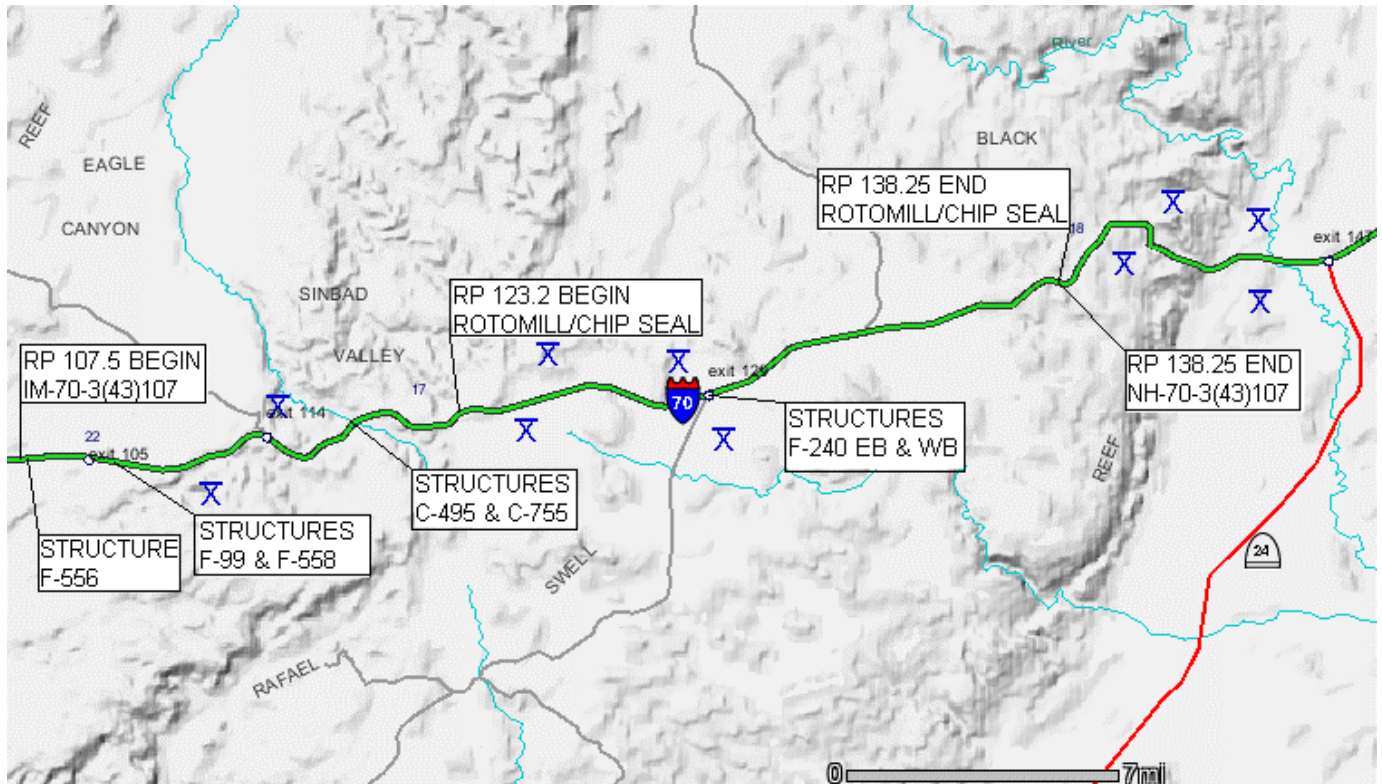 River
REEF
EAGLE
BLACK
CANYON
RP 138.25 END
ROTOMILL/CHIP SEAL
18
exit 147
SINBAD
RP 123.2 BEGIN
ROTOMILL/CHIP SEAL
VALLEY
RP 107.5 BEGIN
IM-70-3(43)107
RP 138.25 END
NH-70-3(43)107
17
70
exit 114
STRUCTURES
F-240 EB & WB
22
exit 105
REEF
STRUCTURES
C-495 & C-755
STRUCTURES
F-99 & F-558
STRUCTURE
F-556
24
SWELL
RAFAEL
0 7mi